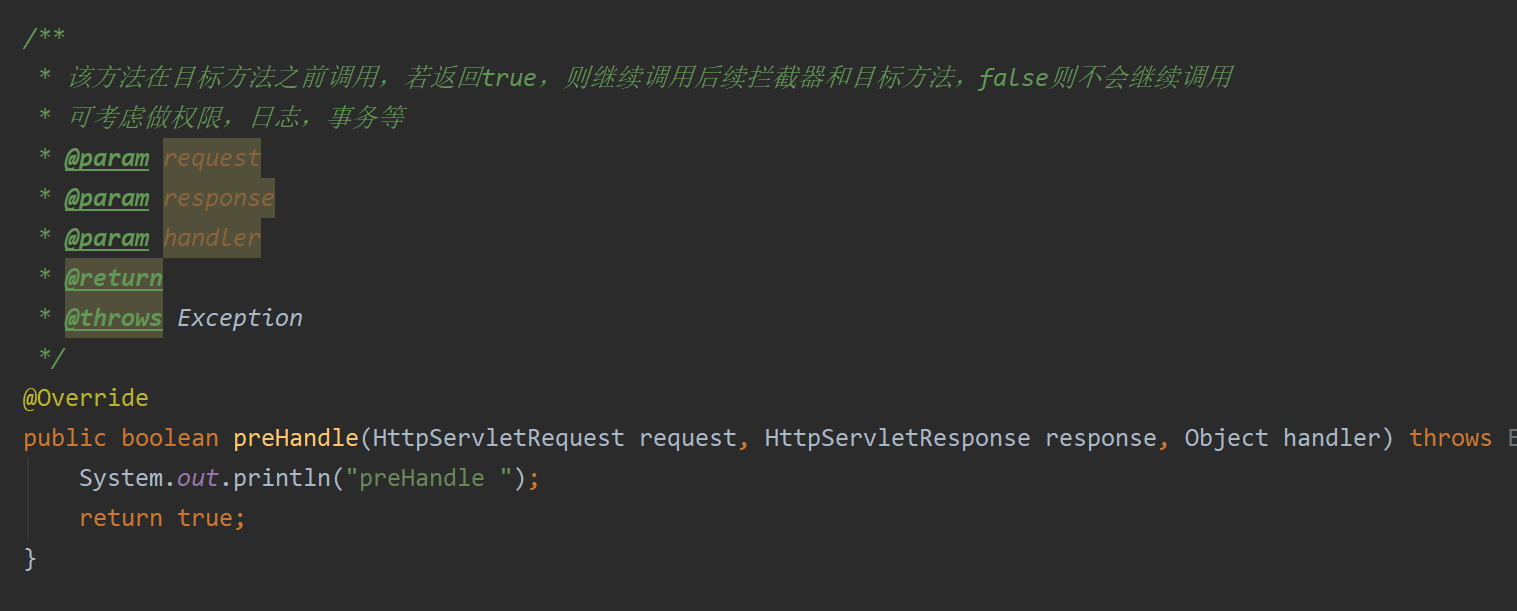 /**
* 该方法在目标方法之前调用，若返回true，则继续调用后续拦截器和目标方法，false则不会继续调用
* 可考虑做权限，日志，事务等
* @param request
* @param response
* @param handler
* @return
* @throws Exception
*/
@Override
public boolean preHandle(HttpServletRequest request, HttpServletResponse response, Object handler) throws
System.out.println("preHandle ");
return true;
}